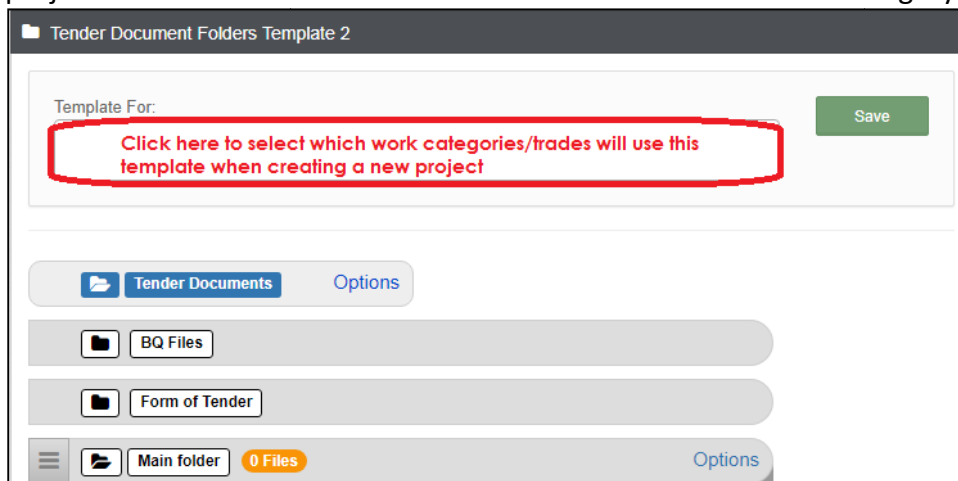 Tender Document Folders Template 2
Template For:
Save
Click here to select which work categories/trades will use this
template when creating a new project
Tender Documents Options
BQ Files
Form of Tender
Main folder 0 Files Options